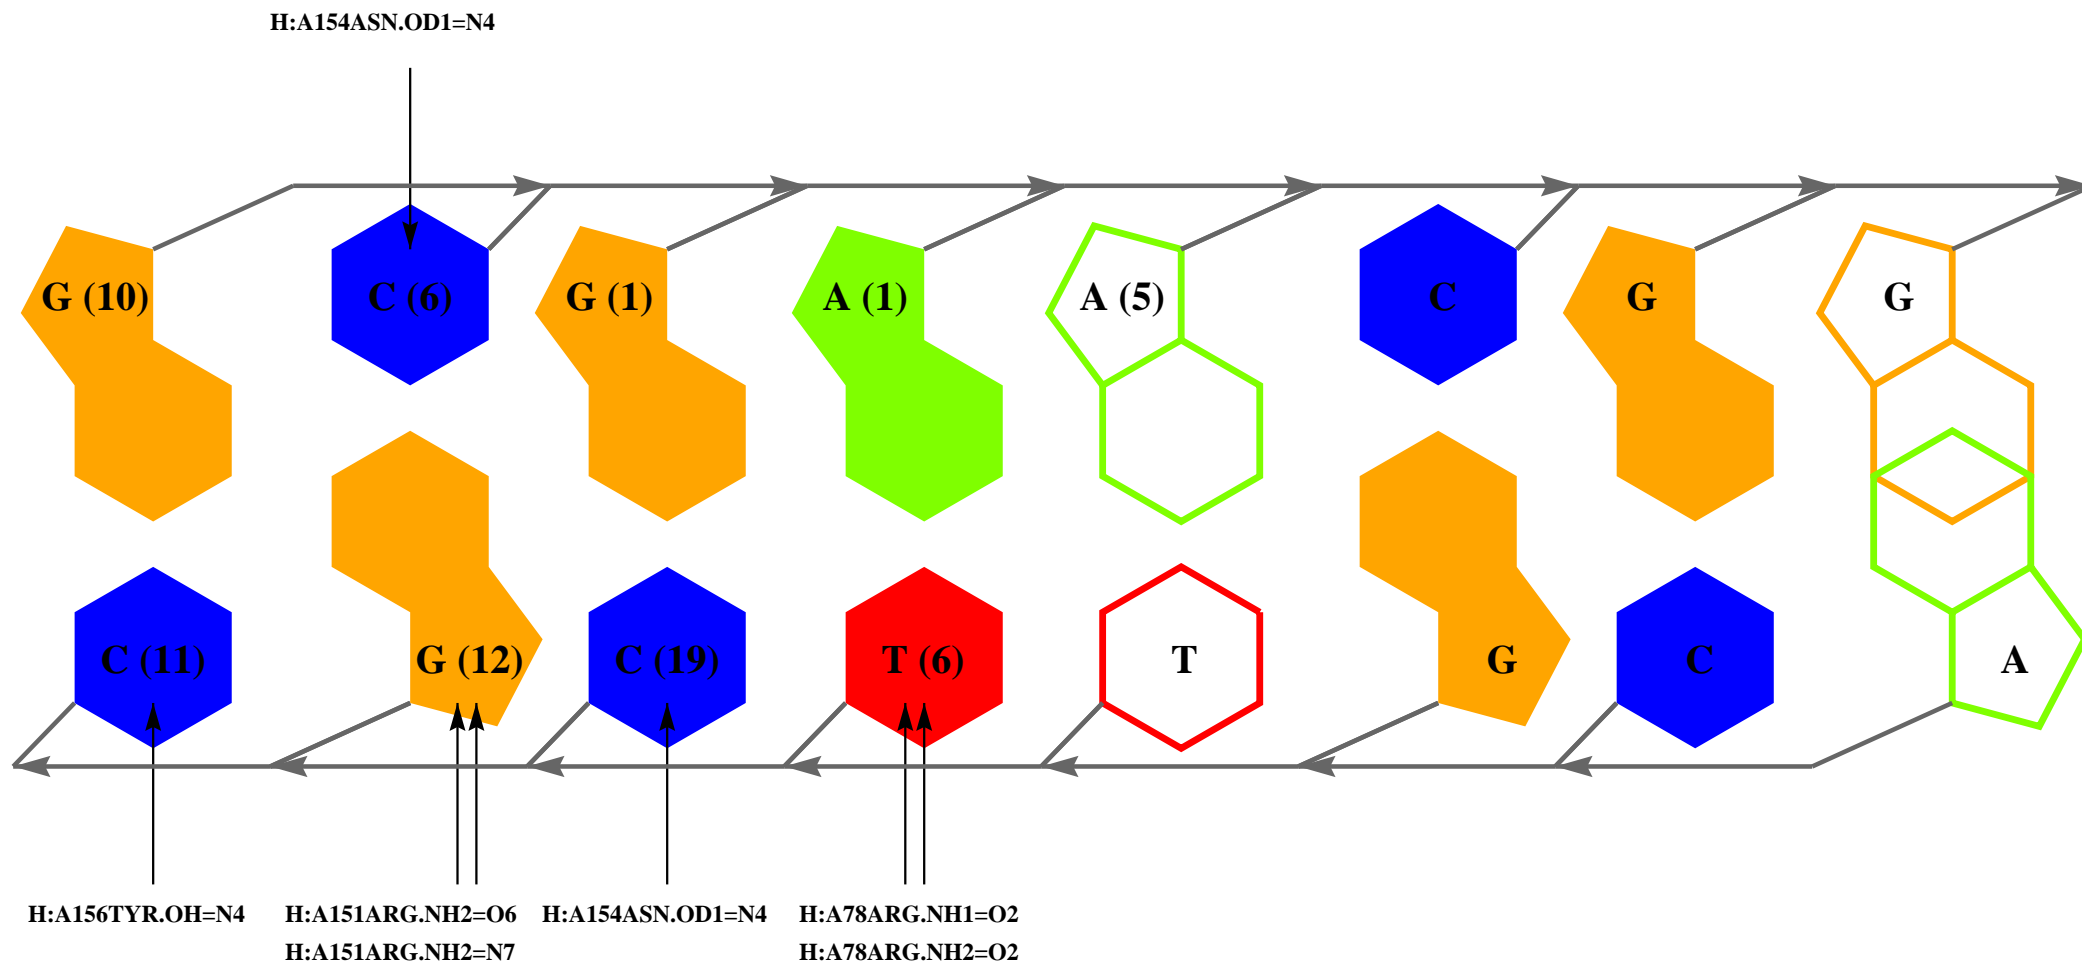 H:A154ASN.OD1=N4
G (10) C (6) G (1) A (1) A (5) C G G
C (11) G (12) C (19) T (6) T G C A
H:A156TYR.OH=N4 H:A151ARG.NH2=O6 H:A154ASN.OD1=N4 H:A78ARG.NH1=O2
H:A151ARG.NH2=N7 H:A78ARG.NH2=O2